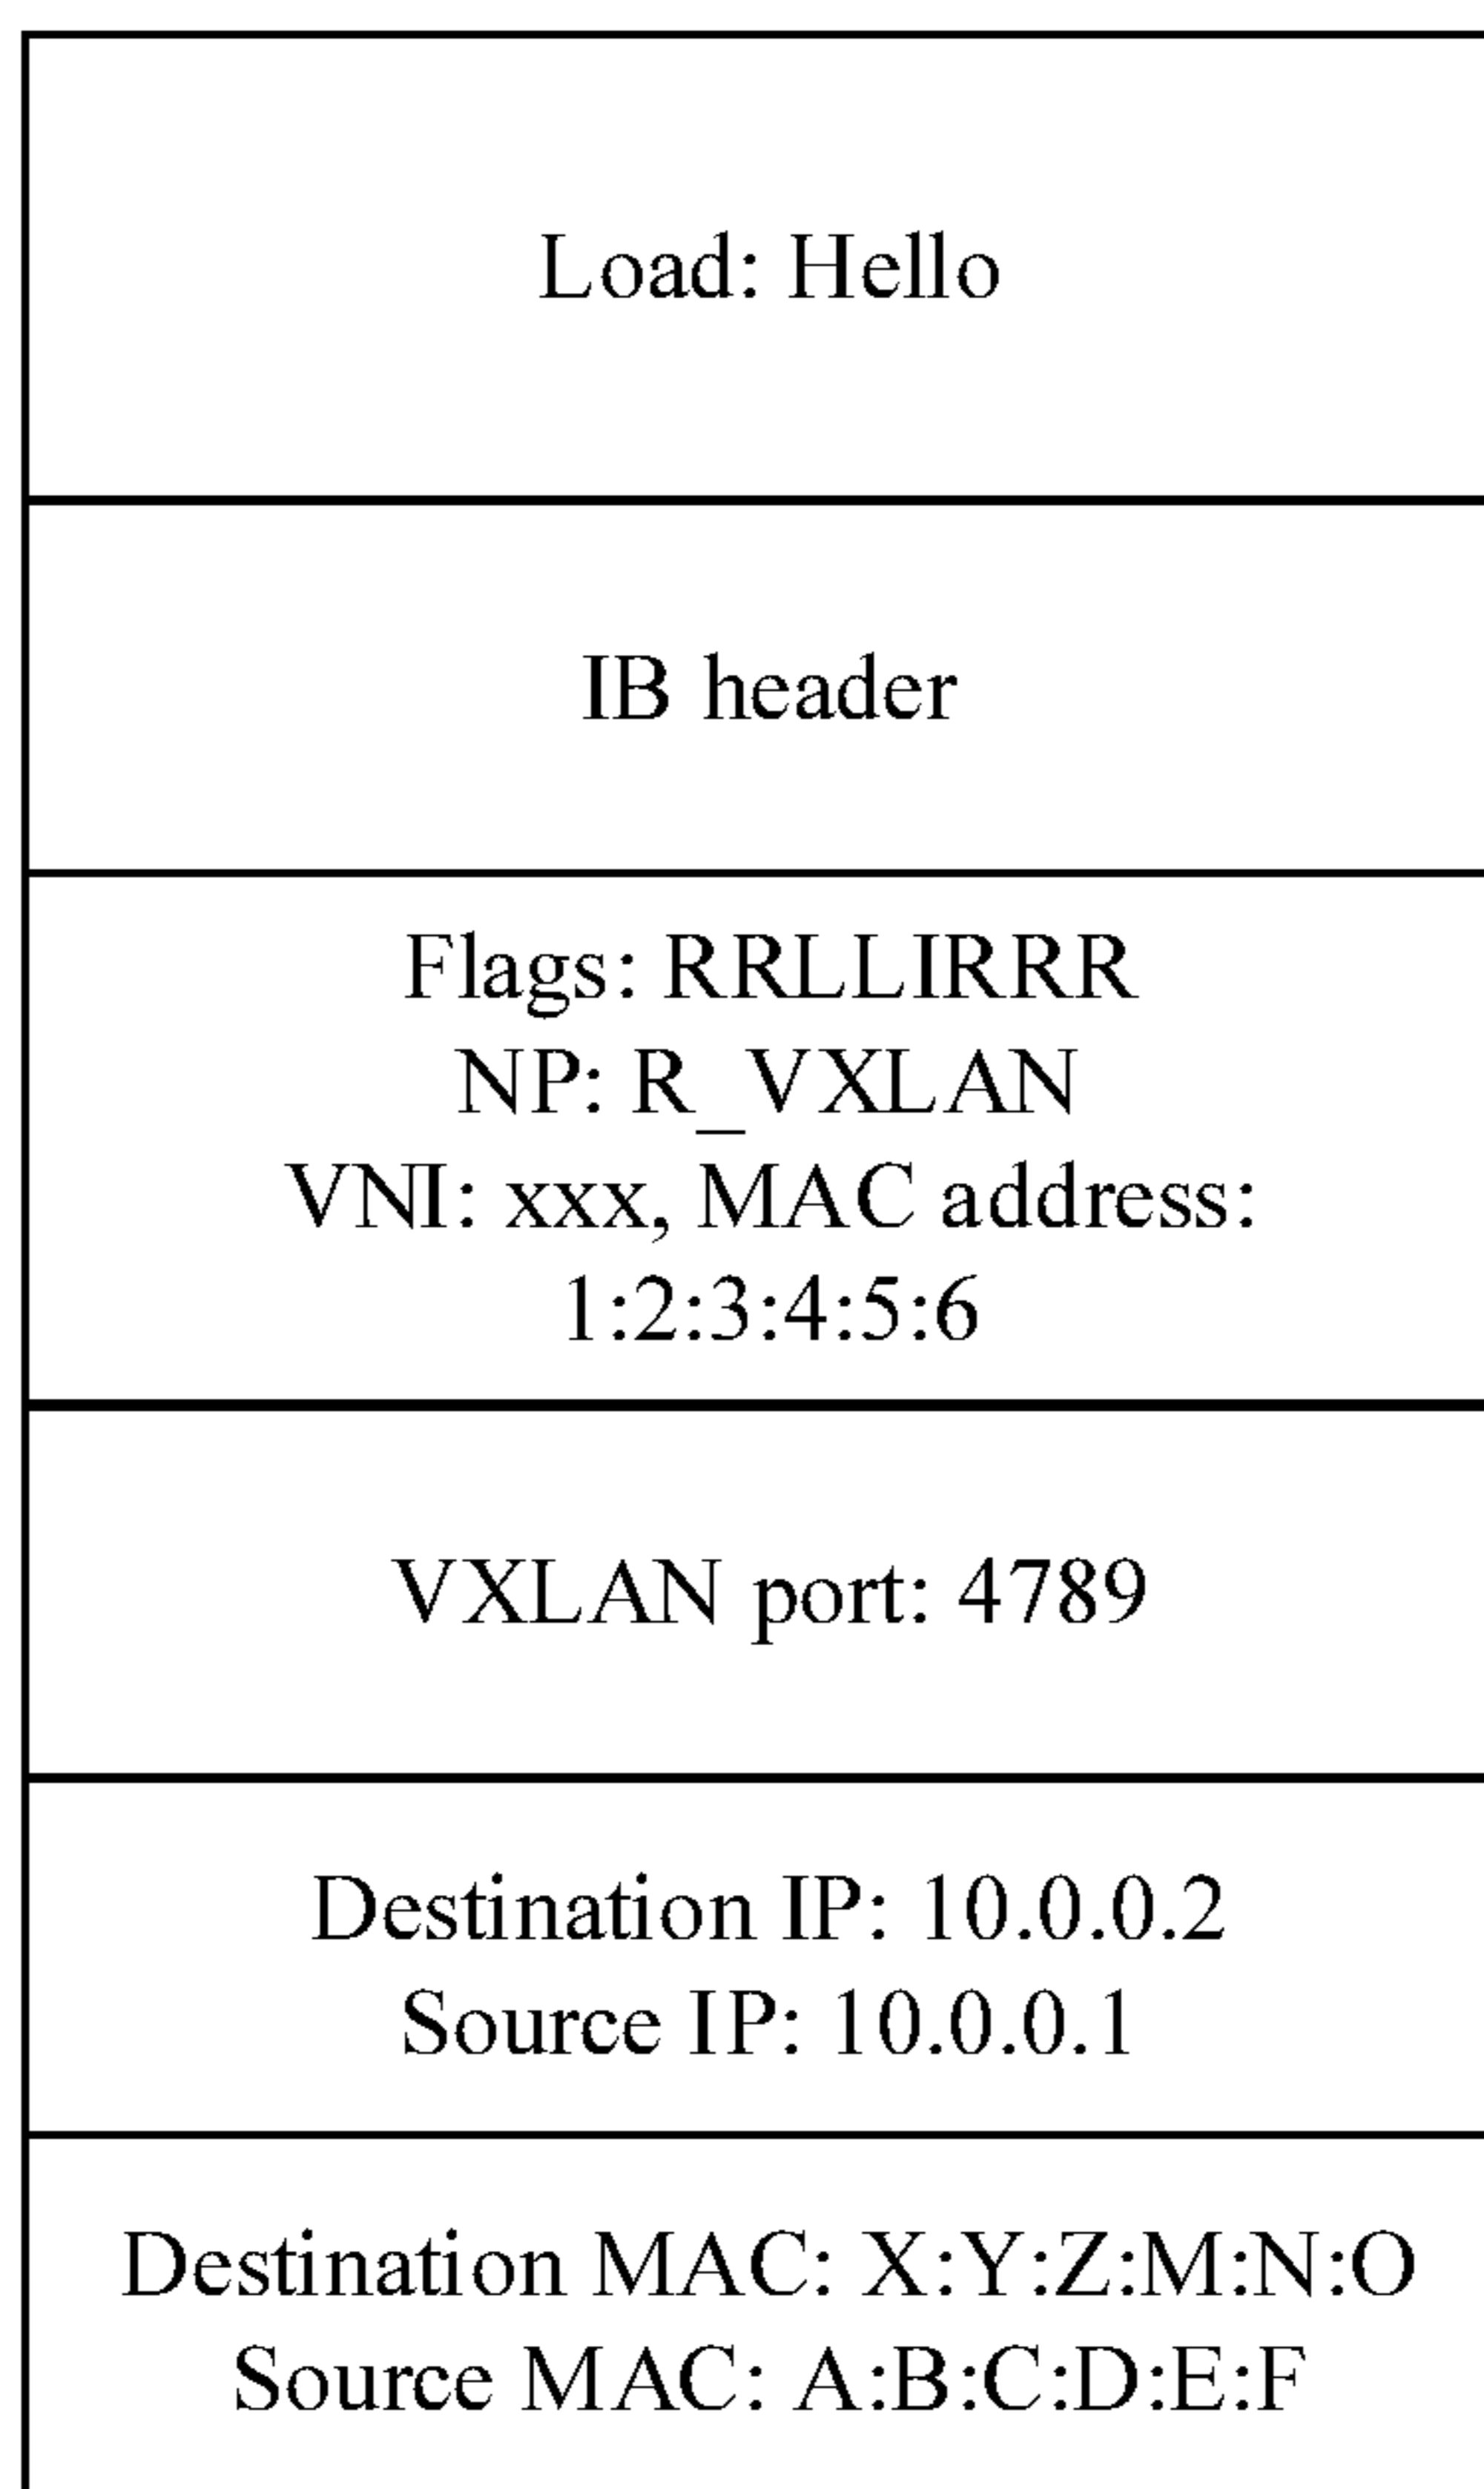 Load: Hello
IB header
Flags: RRLLIRRR
NP: R_VXLAN
VNI: xxx, MAC address:
1:2:3:4:5:6
VXLAN port: 4789
Destination IP: 10.0.0.2
Source IP: 10.0.0.1
Destination MAC: X:Y:Z:M:N:O
Source MAC: A:B:C:D:E:F